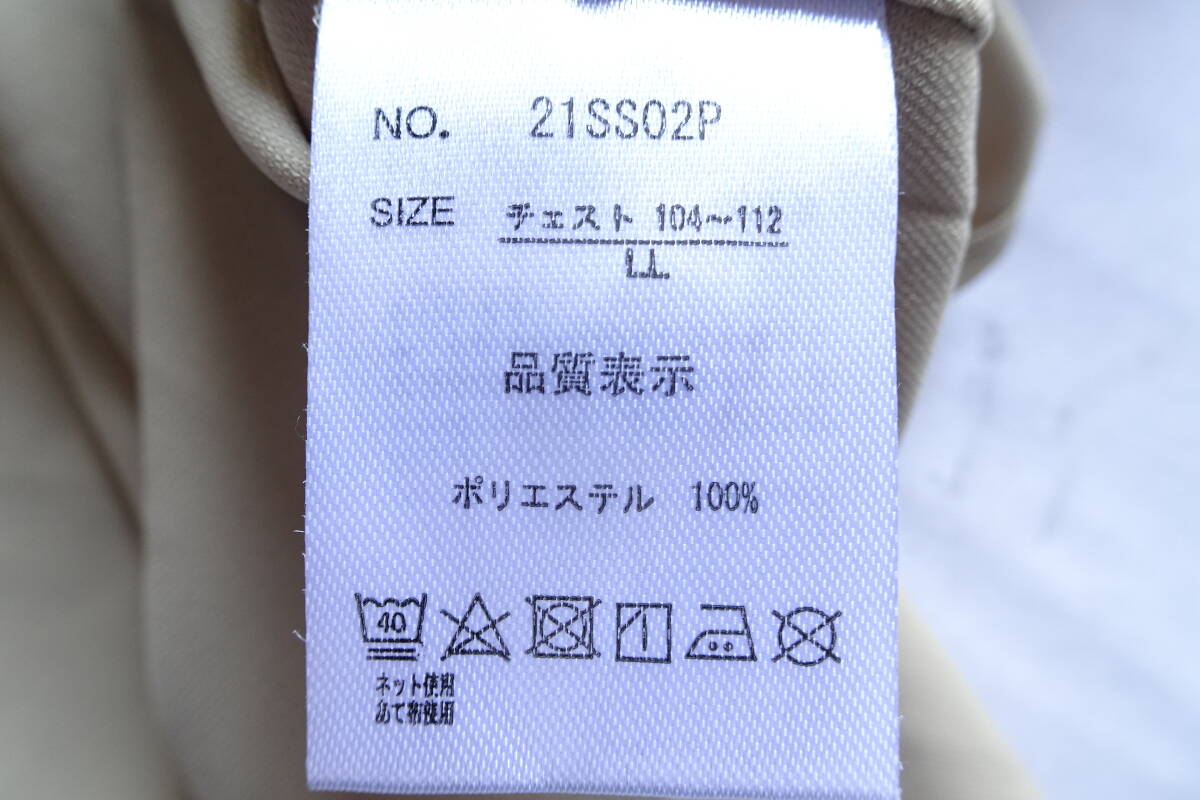 NO. 21SS02P
SIZE チェスト 104～112
LL
品質表示
ポリエステル 100%
40
ネット使用
あて布使用